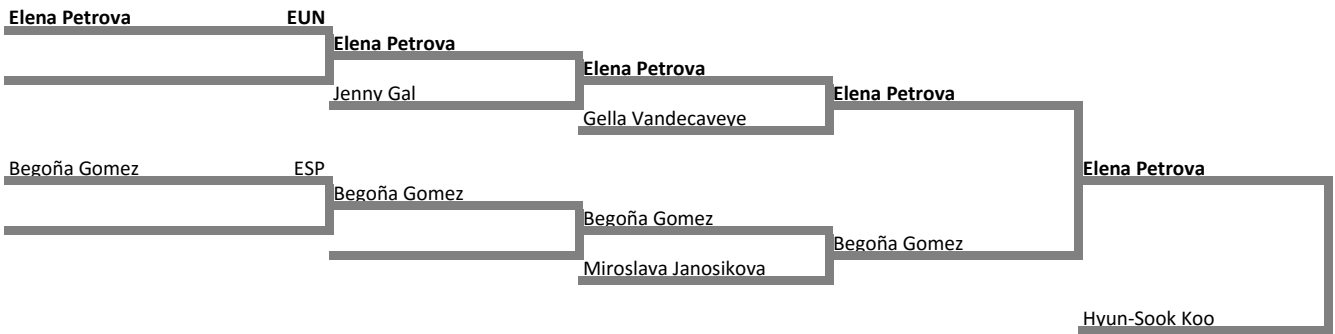 Elena Petrova EUN
Elena Petrova
Elena Petrova
Jenny Gal
Elena Petrova
Gella Vandecaveye
Begoña Gomez ESP
Elena Petrova
Begoña Gomez
Begoña Gomez
Begoña Gomez
Miroslava Janosikova
Hyun-Sook Koo